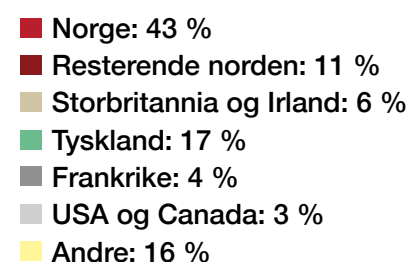 Norge: 43 %
Resterende norden: 11 %
Storbritannia og Irland: 6 %
Tyskland: 17 %
Frankrike: 4 %
USA og Canada: 3 %
Andre: 16 %